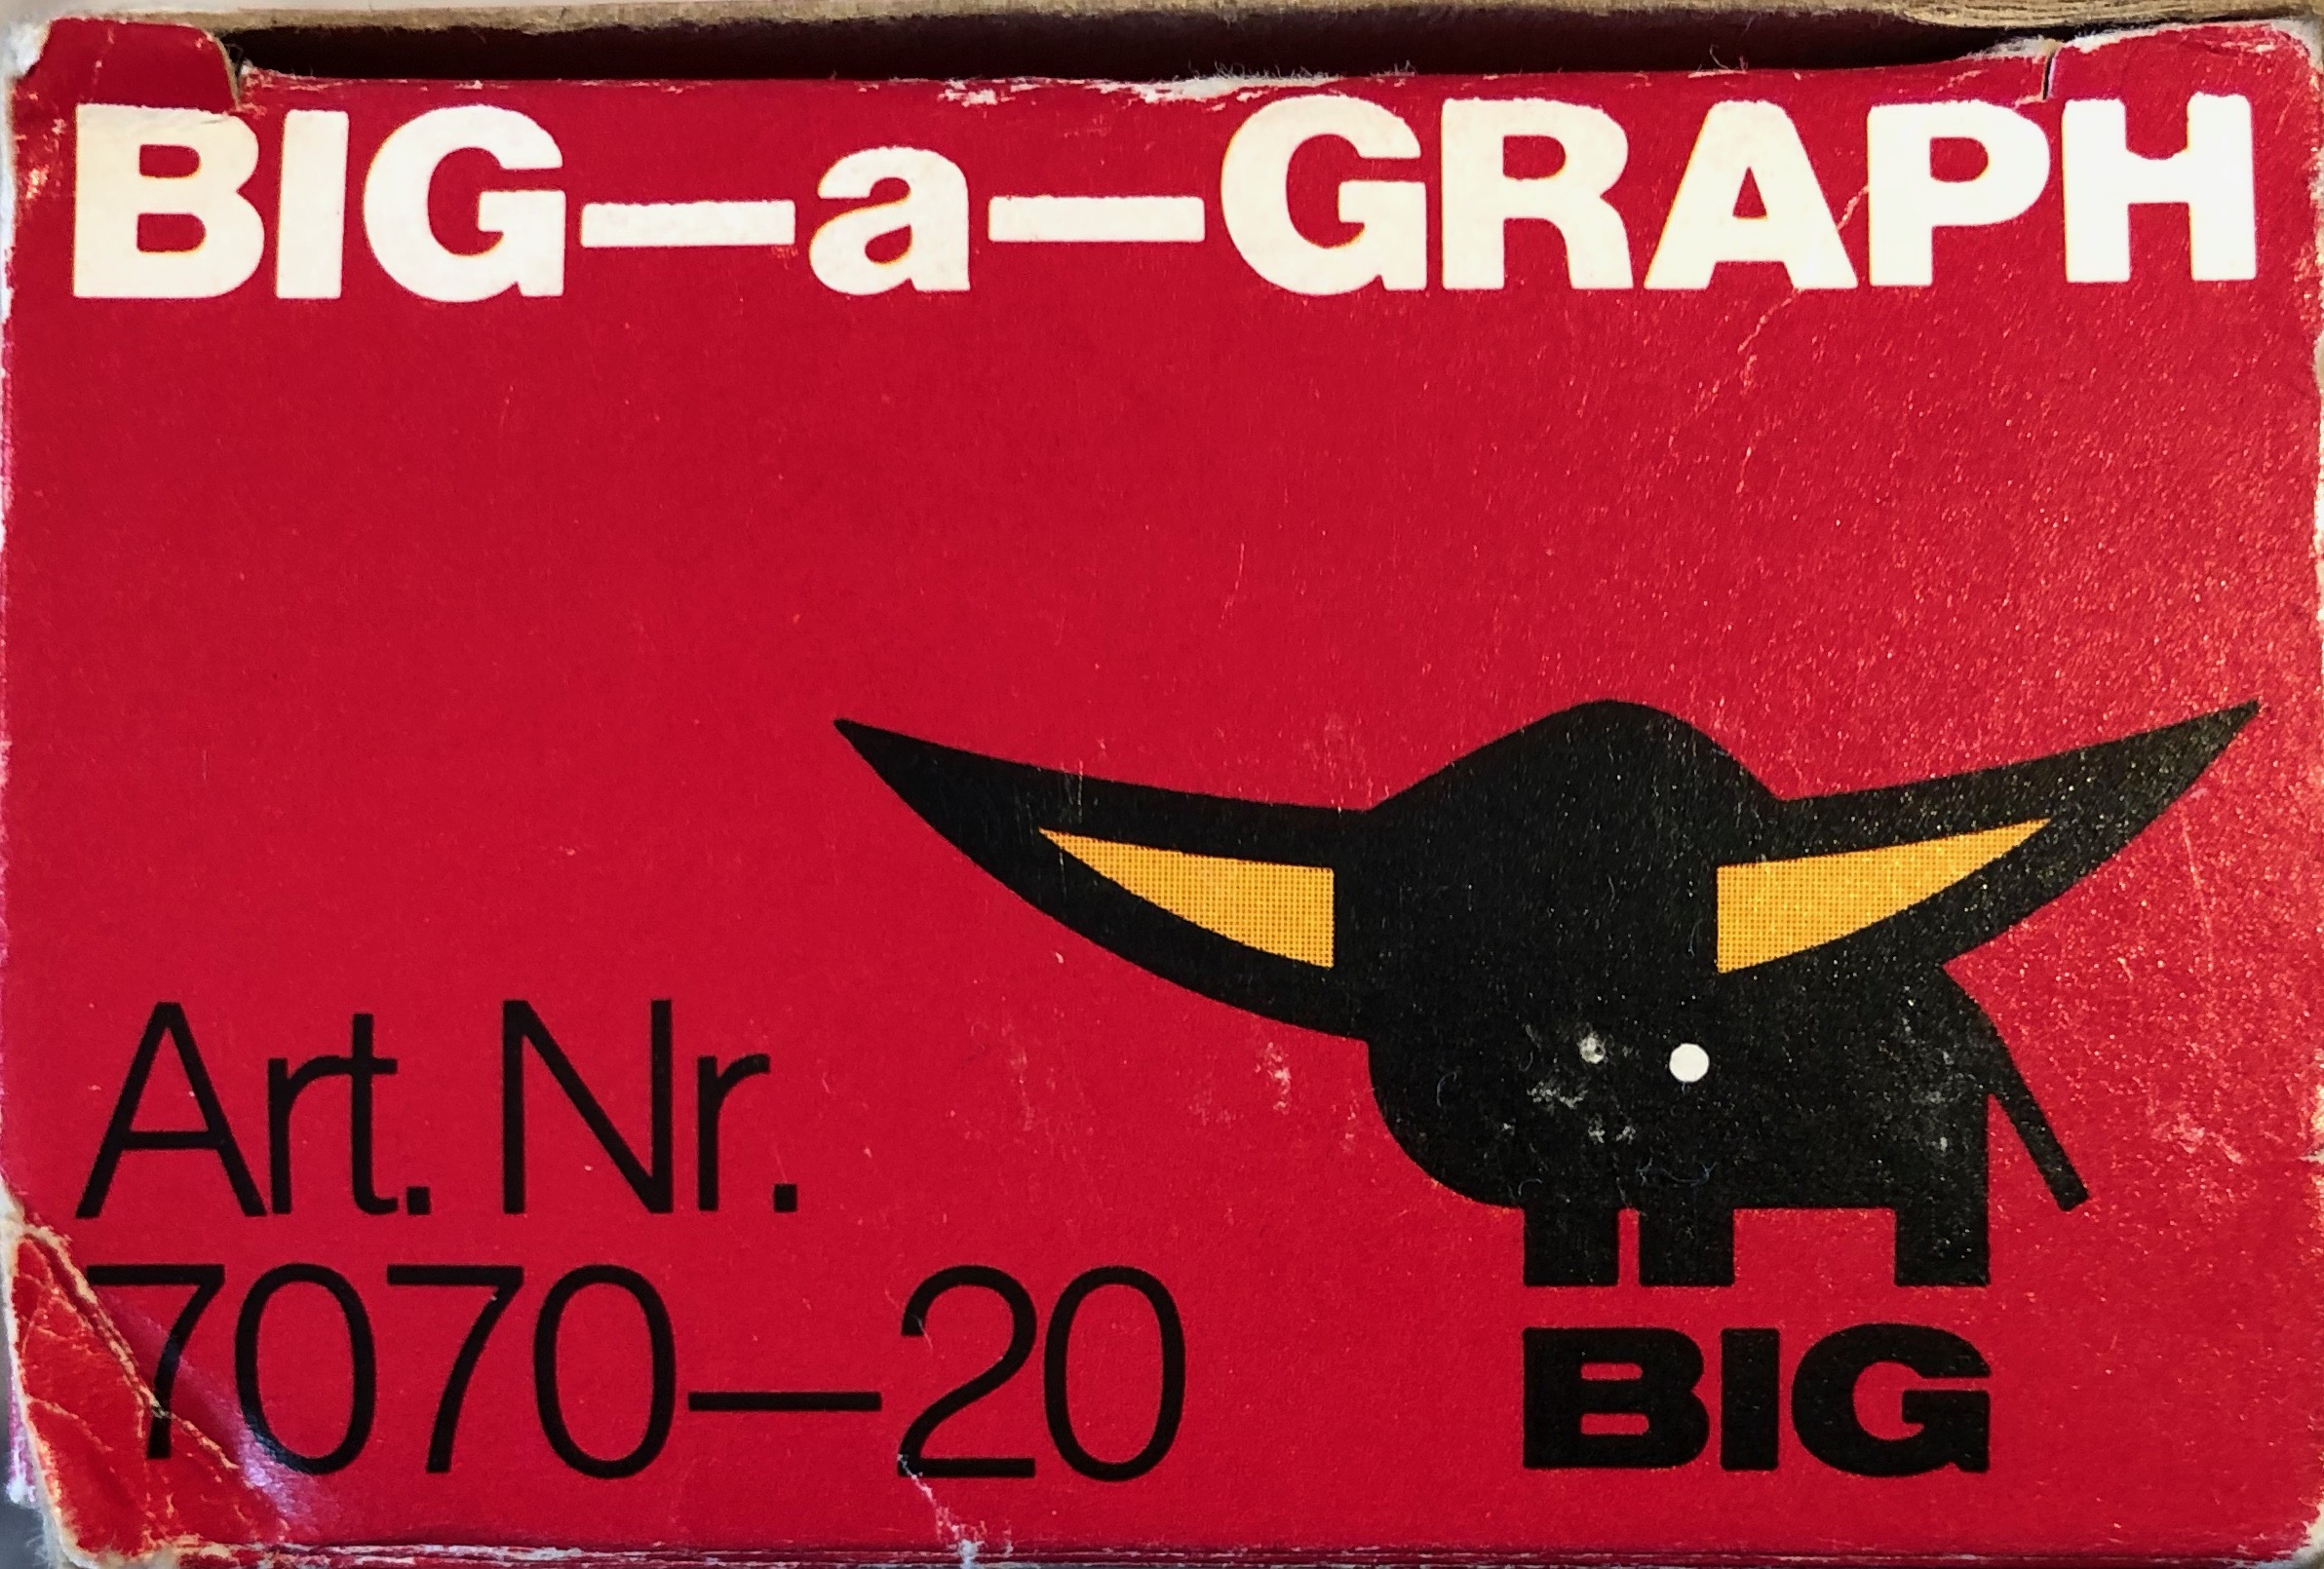 BIG—a—GRAPH
Art. Nr.
7070—20
BIG